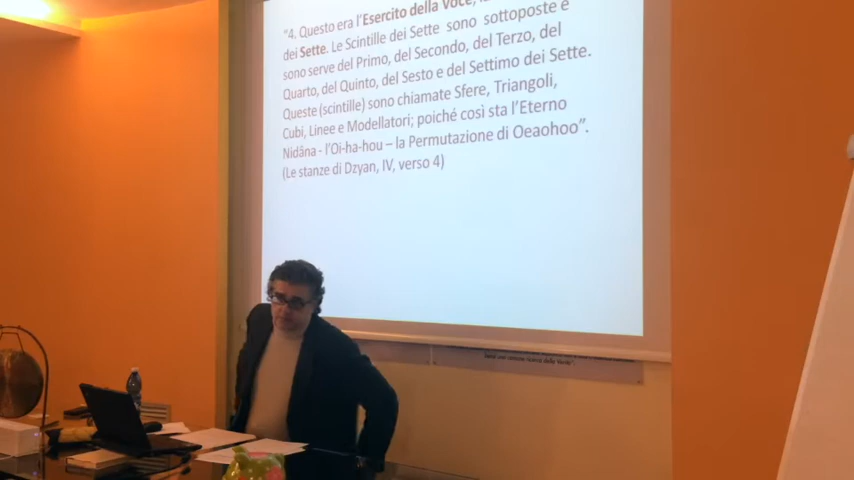 "4. Questo era l'Esercito della Voce,
dei Sette. Le Scintille dei Sette sono sottoposte e
sono serve del Primo, del Secondo, del Terzo, del
Quarto, del Quinto, del Sesto e del Settimo dei Sette.
Queste (scintille) sono chiamate Sfere, Triangoli,
Cubi, Linee e Modellatori; poiché così sta l'Eterno
Nidâna - l'Oi-ha-hou – la Permutazione di Oeaohoo".
(Le stanze di Dzyan, IV, verso 4)